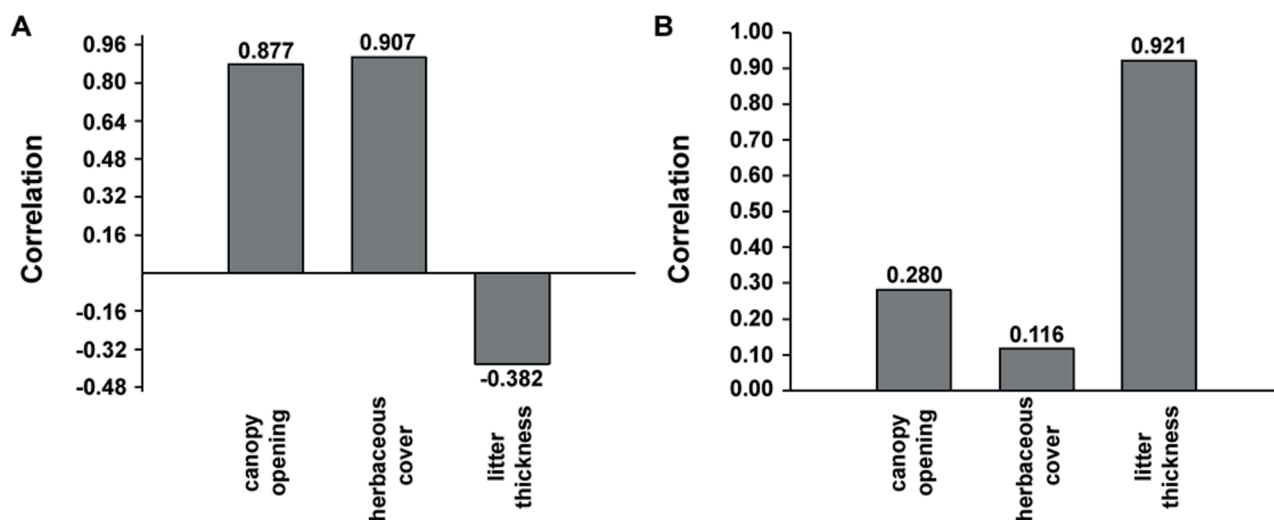 A
Correlation
0.96
0.80
0.64
0.48
0.32
0.16
-0.16
-0.32
-0.48
0.877
0.907
-0.382
canopy
opening
herbaceous
cover
litter
thickness
B
Correlation
1.00
0.90
0.80
0.70
0.60
0.50
0.40
0.30
0.20
0.10
0.00
0.280
0.116
0.921
canopy
opening
herbaceous
cover
litter
thickness